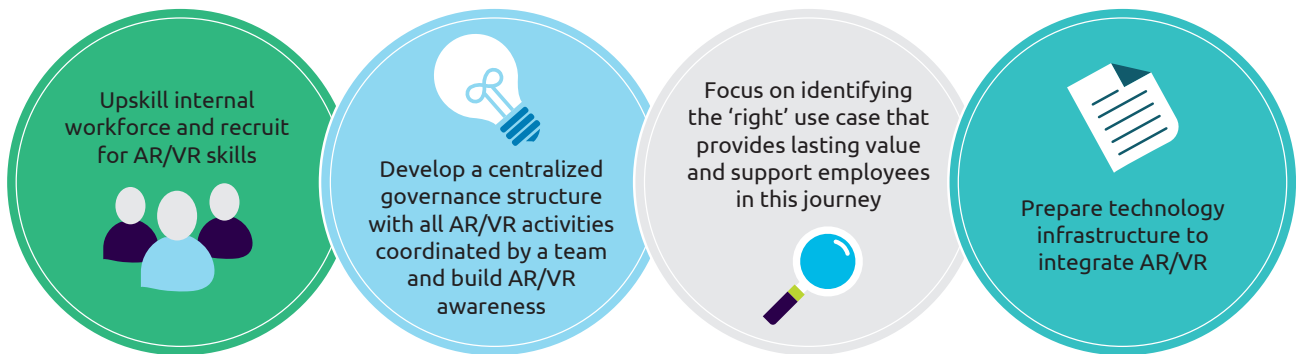 Upskill internal
workforce and recruit
for AR/VR skills
Develop a centralized
governance structure
with all AR/VR activities
coordinated by a team
and build AR/VR
awareness
Focus on identifying
the ‘right’ use case that
provides lasting value
and support employees
in this journey
Prepare technology
infrastructure to
integrate AR/VR